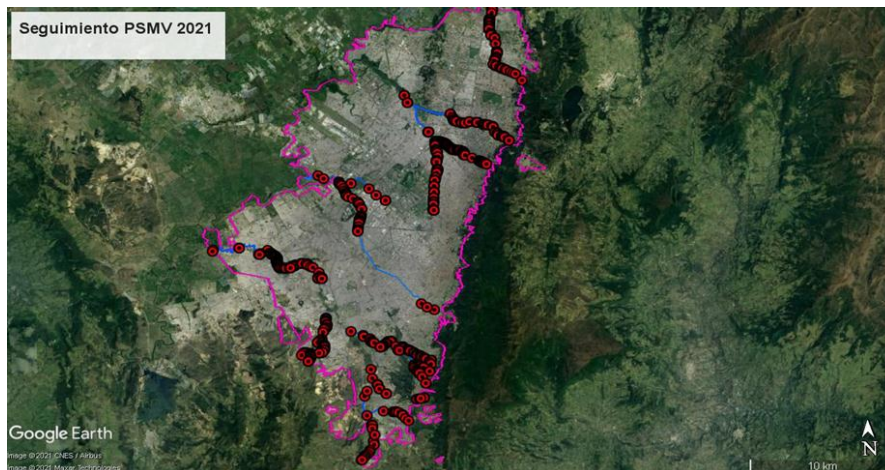 Seguimiento PSMV 2021
Google Earth
Image © 2021 CNES / Airbus
Image © 2021 Maxar Technologies
N
10 km